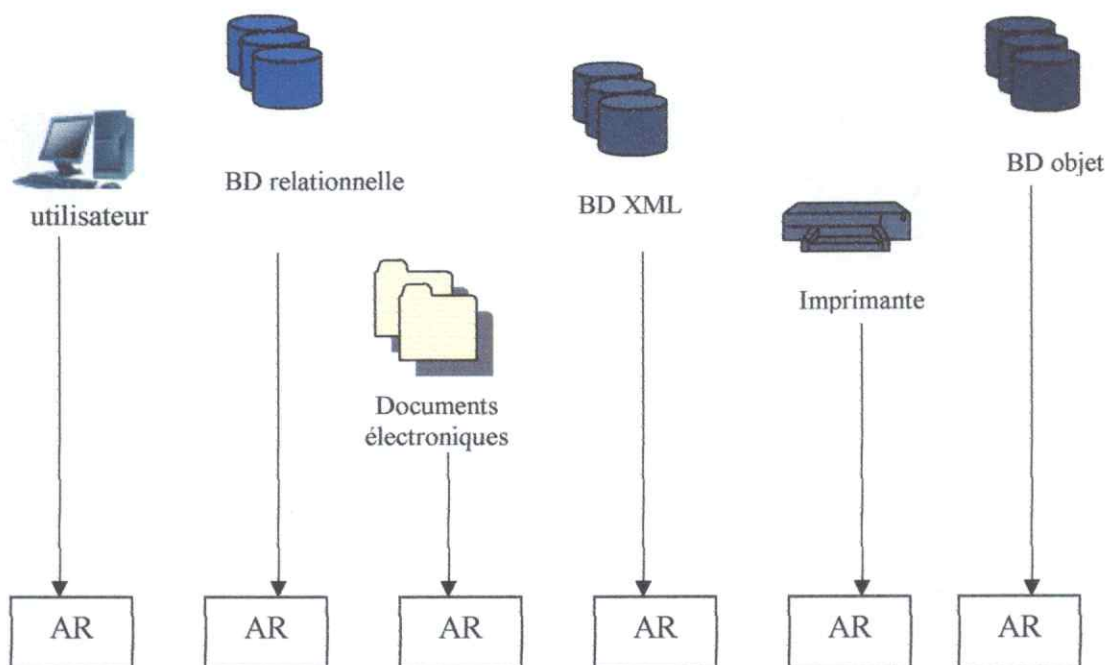 utilisateur
BD relationnelle
Documents
électroniques
BD XML
Imprimante
BD objet
AR
AR
AR
AR
AR
AR